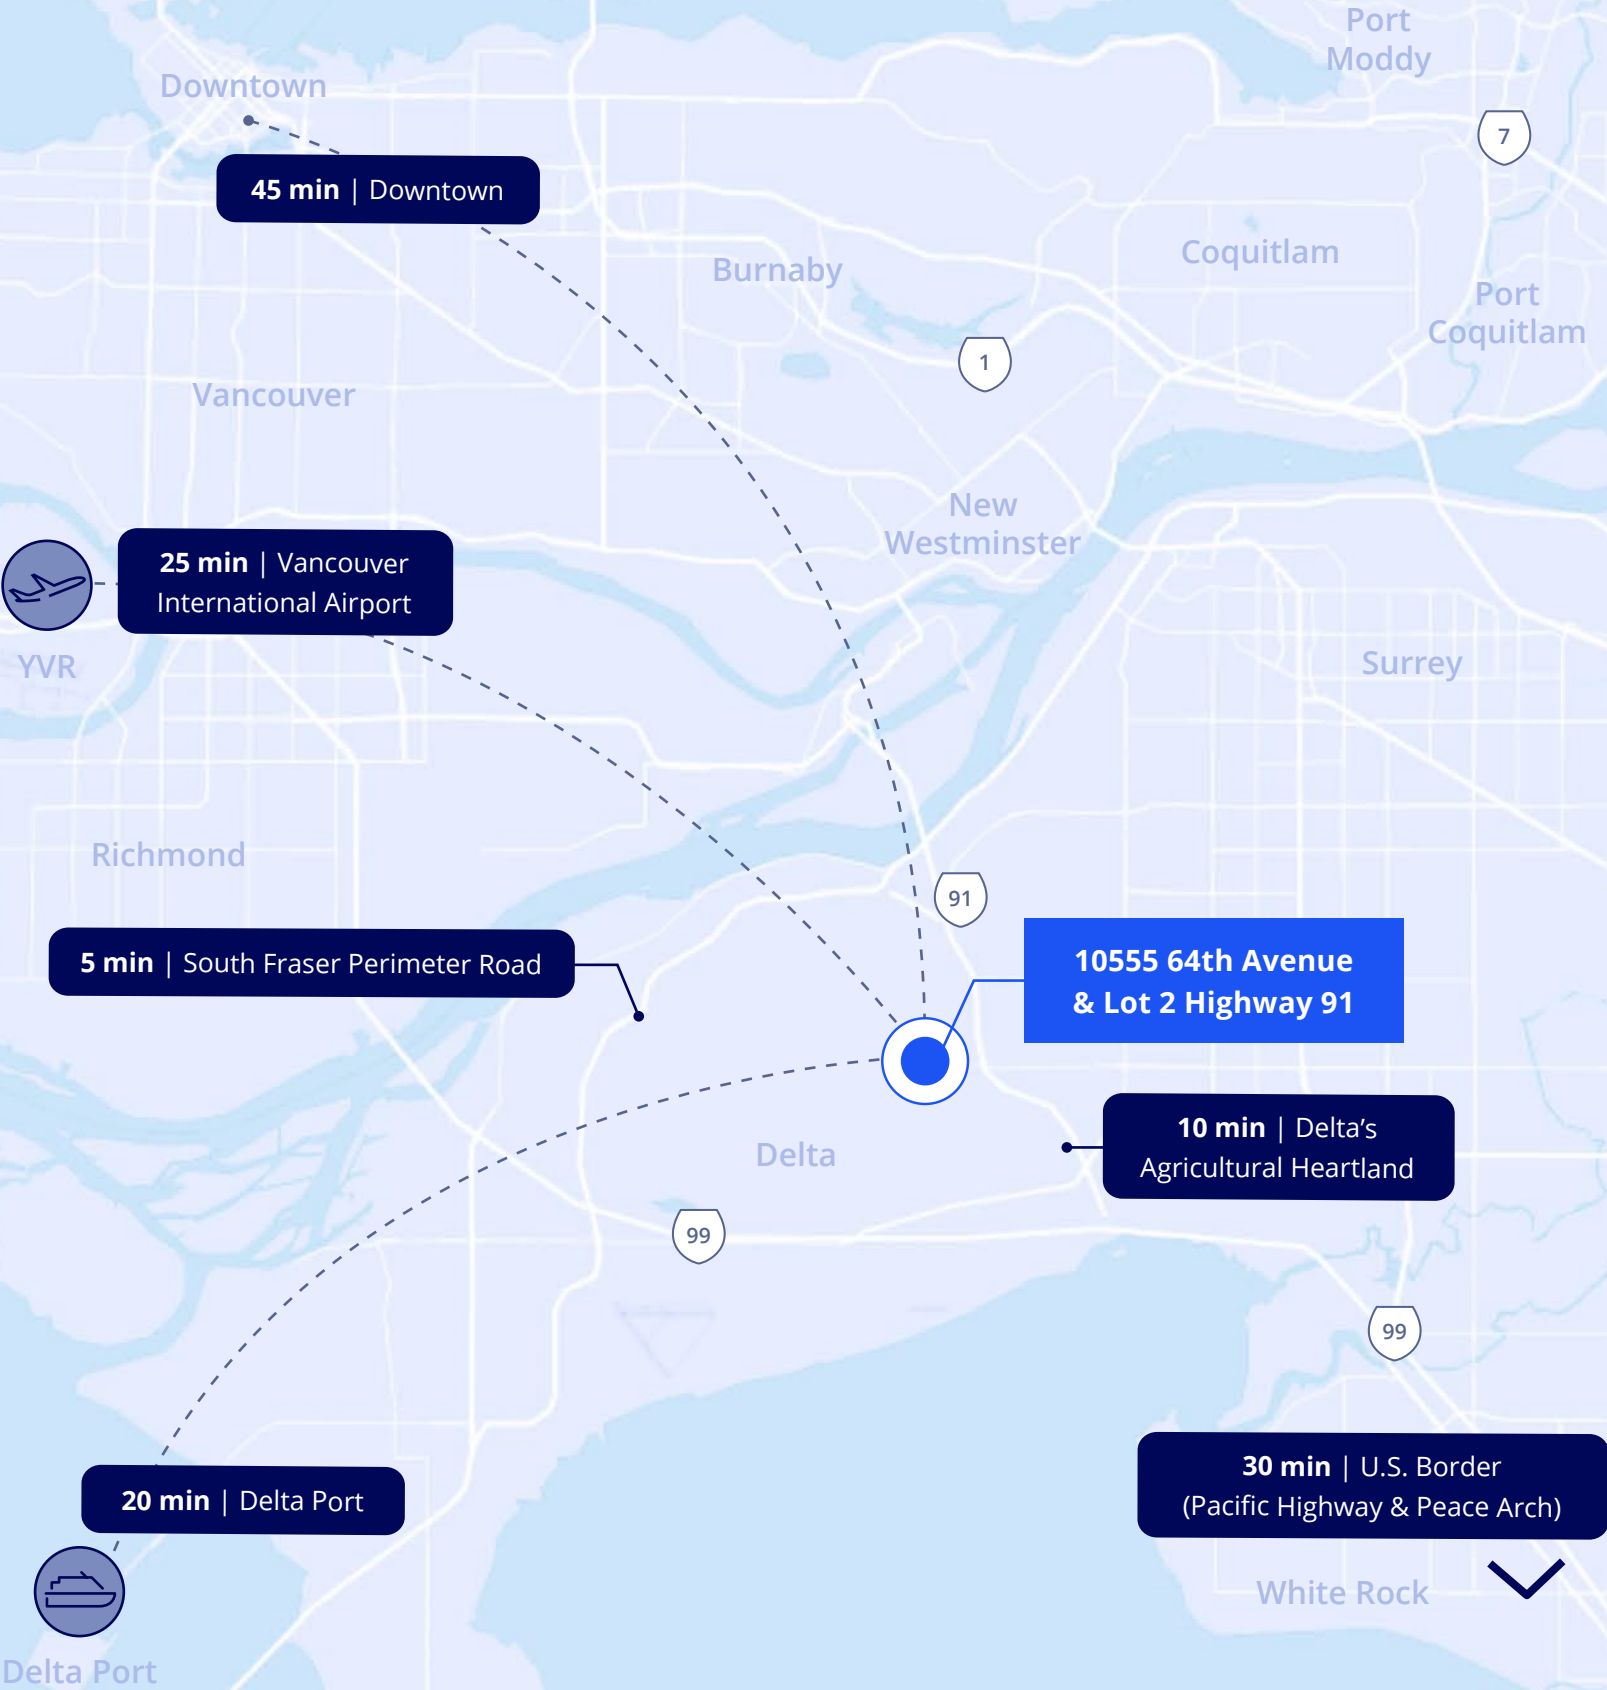 Port
Moddy
Downtown
7
45 min | Downtown
Burnaby
Coquitlam
Port
Coquitlam
1
Vancouver
New
Westminster
25 min | Vancouver
International Airport
YVR
Surrey
Richmond
91
5 min | South Fraser Perimeter Road
10555 64th Avenue
& Lot 2 Highway 91
10 min | Delta’s
Agricultural Heartland
Delta
99
99
30 min | U.S. Border
(Pacific Highway & Peace Arch)
20 min | Delta Port
White Rock
Delta Port